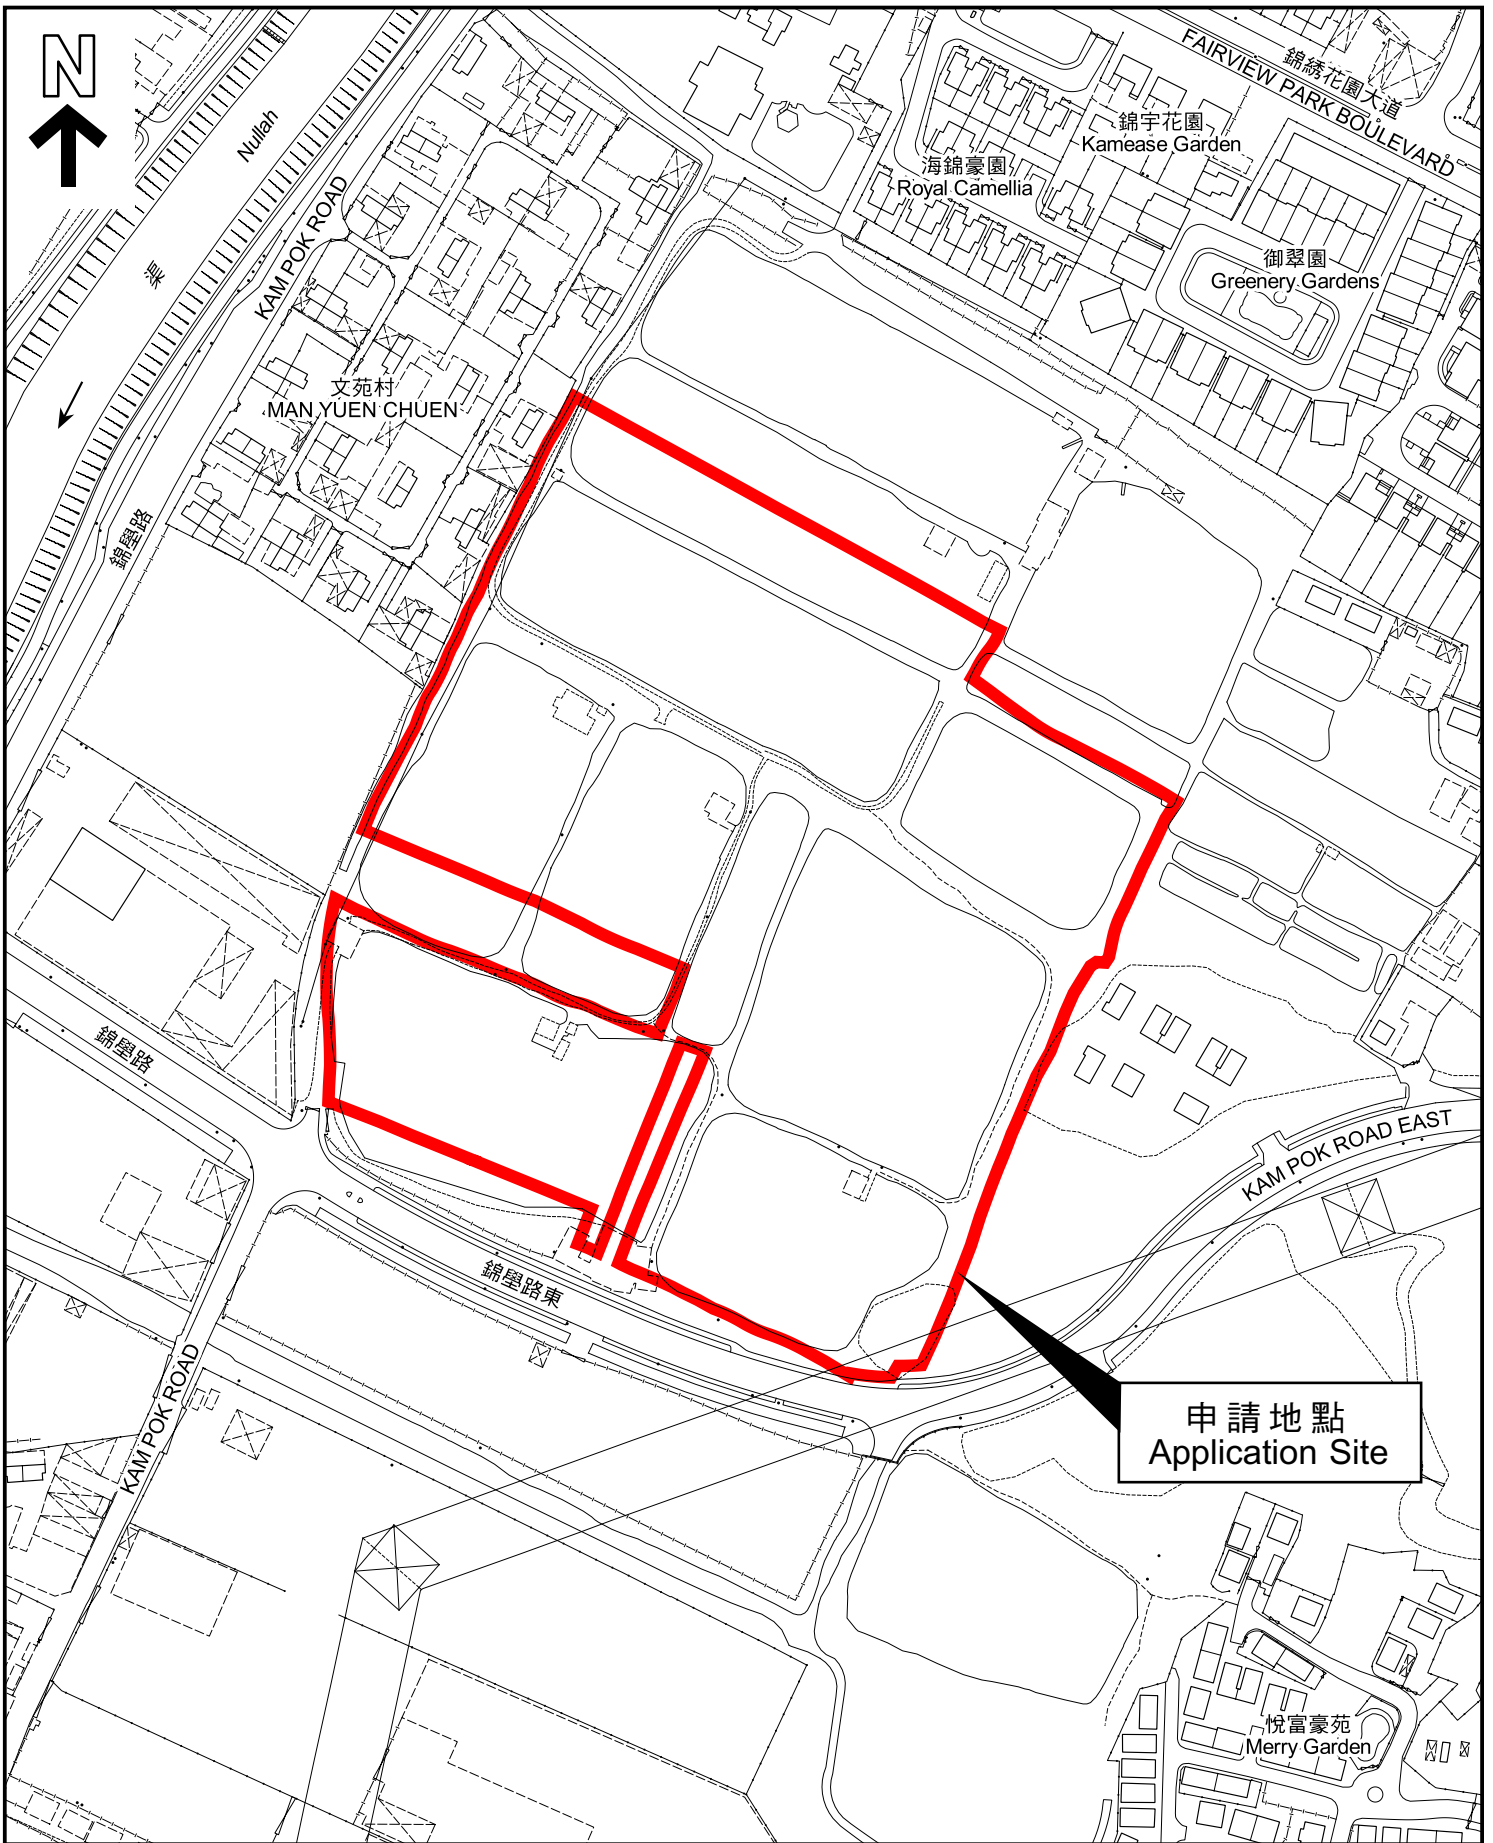 N
Nullah
渠
KAM POK ROAD
FAIRVIEW PARK BOULEVARD
錦綉花園大道
錦宇花園
Kamease Garden
海錦豪園
Royal Camellia
御翠園
Greenery Gardens
文苑村
MAN YUEN CHUEN
錦壆路
錦壆路
KAM POK ROAD EAST
錦壆路東
KAM POK ROAD
申請地點
Application Site
悅富豪苑
Merry Garden